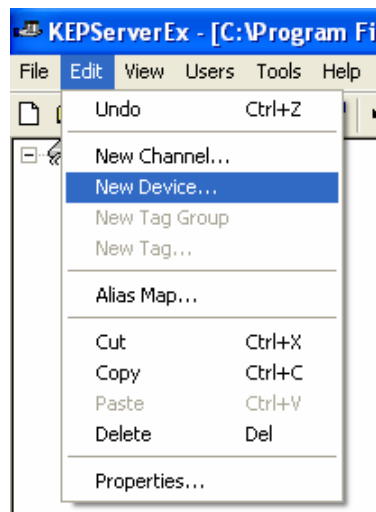 KEPServerEx - [C:\Program Fi
File Edit View Users Tools Help
Undo Ctrl+Z
New Channel...
New Device...
New Tag Group
New Tag...
Alias Map...
Cut Ctrl+X
Copy Ctrl+C
Paste Ctrl+V
Delete Del
Properties...